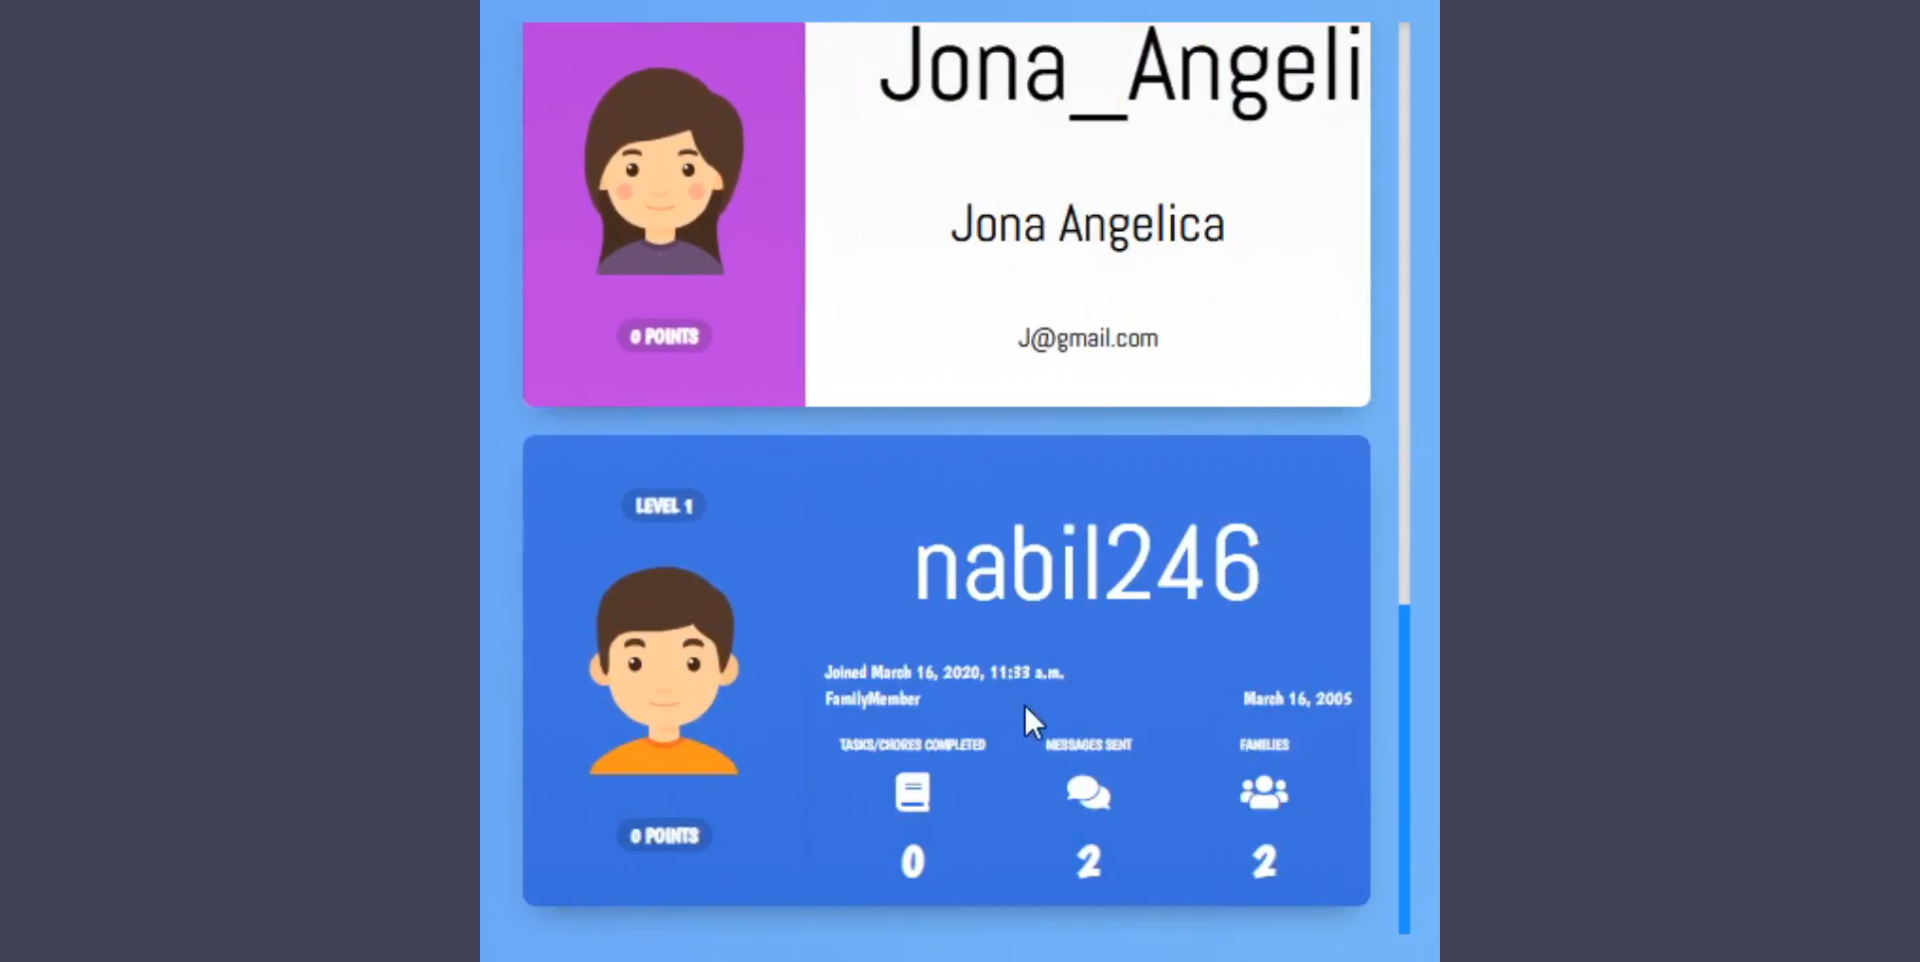 Jona_Angeli
Jona Angelica
J@gmail.com
0 POINTS
LEVEL 1
nabil246
Joined March 16, 2020, 11:33 a.m.
FamilyMember
March 16, 2005
TASKS/CHORES COMPLETED
MESSAGES SENT
FAMILIES
0
2
2
0 POINTS